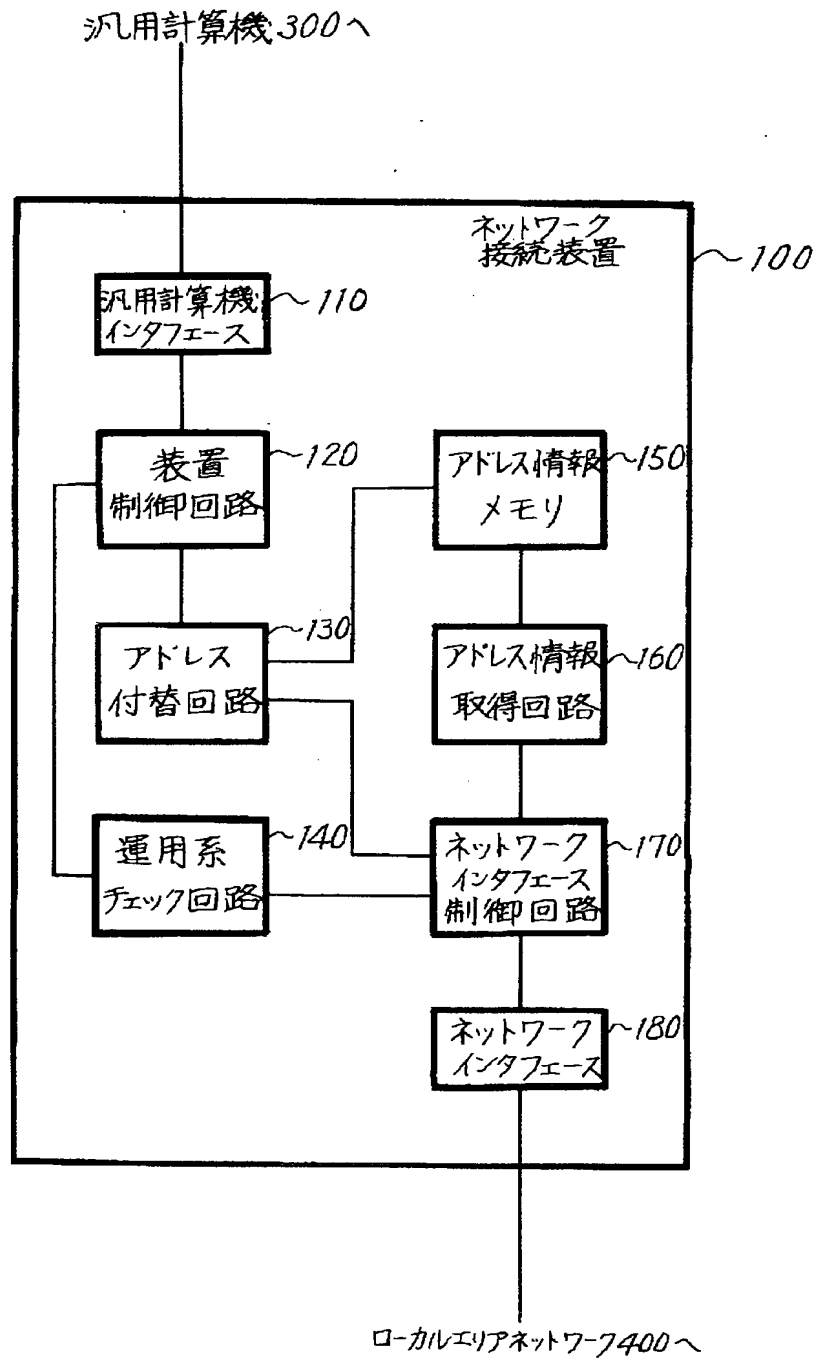 汎用計算機300へ
ネットワーク
接続装置
100
汎用計算機
インタフェース
110
装置
制御回路
120
アドレス情報
メモリ
150
アドレス
付替回路
130
アドレス情報
取得回路
160
運用系
チェック回路
140
ネットワーク
インタフェース
制御回路
170
ネットワーク
インタフェース
180
ローカルエリアネットワーク400へ